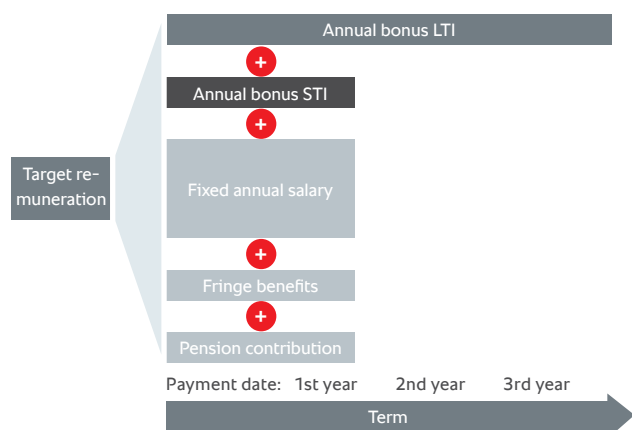 Annual bonus LTI
+
Annual bonus STI
+
Target re-
muneration
Fixed annual salary
+
Fringe benefits
+
Pension contribution
Payment date: 1st year 2nd year 3rd year
Term